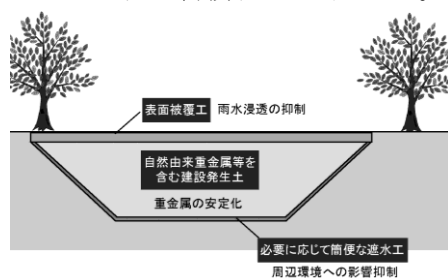 表面被覆工 雨水浸透の抑制
自然由来重金属等を
含む建設発生土
重金属の安定化
必要に応じて簡便な遮水工
周辺環境への影響抑制